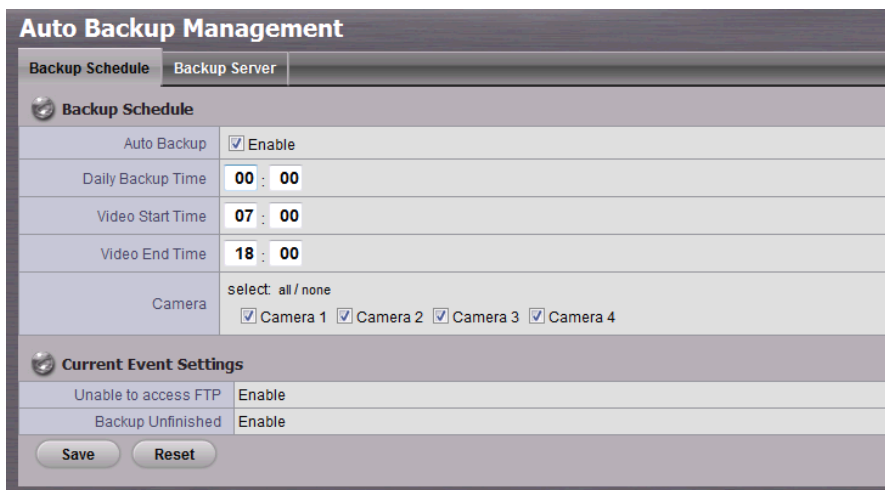 Auto Backup Management
Backup Schedule Backup Server
Backup Schedule
Auto Backup Enable
Daily Backup Time 00 : 00
Video Start Time 07 : 00
Video End Time 18 : 00
select: all / none
Camera
Camera 1 Camera 2 Camera 3 Camera 4
Current Event Settings
Unable to access FTP Enable
Backup Unfinished Enable
Save Reset